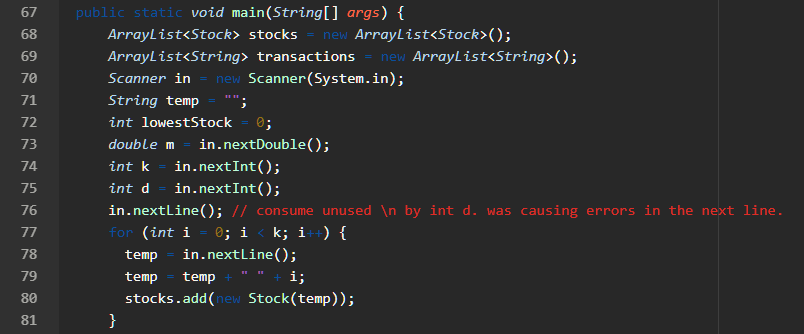 67 public static void main(String[] args) {
68 ArrayList<Stock> stocks = new ArrayList<Stock>();
69 ArrayList<String> transactions = new ArrayList<String>();
70 Scanner in = new Scanner(System.in);
71 String temp = "";
72 int lowestStock = 0;
73 double m = in.nextDouble();
74 int k = in.nextInt();
75 int d = in.nextInt();
76 in.nextLine(); // consume unused \n by int d. was causing errors in the next line.
77 for (int i = 0; i < k; i++) {
78 temp = in.nextLine();
79 temp = temp + " " + i;
80 stocks.add(new Stock(temp));
81 }